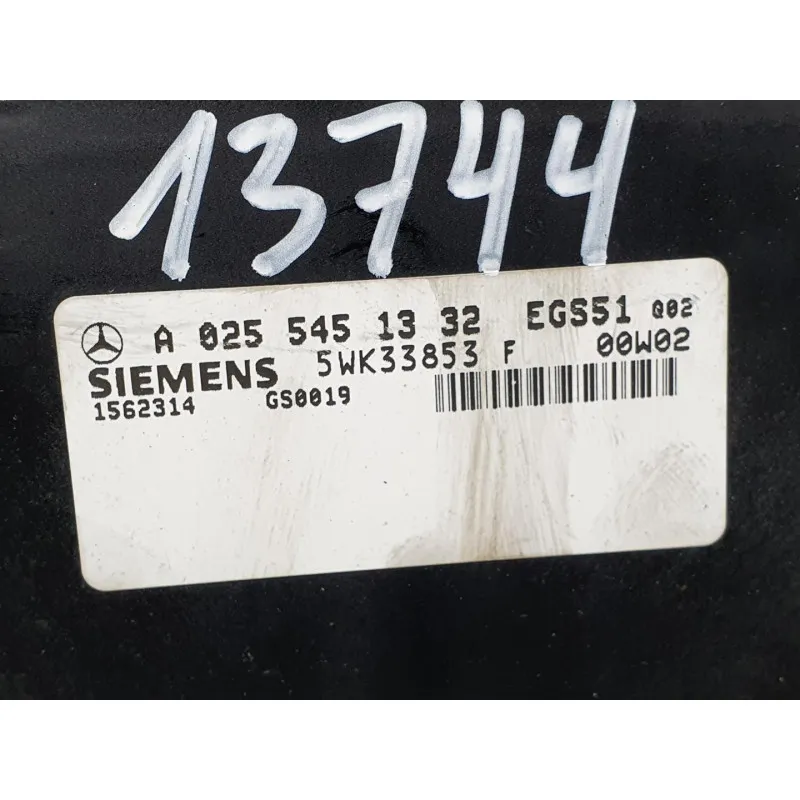 13744
A 025 545 13 32 EGS51 Q02
SIEMENS 5WK33853 F 00W02
1562314 GS0019